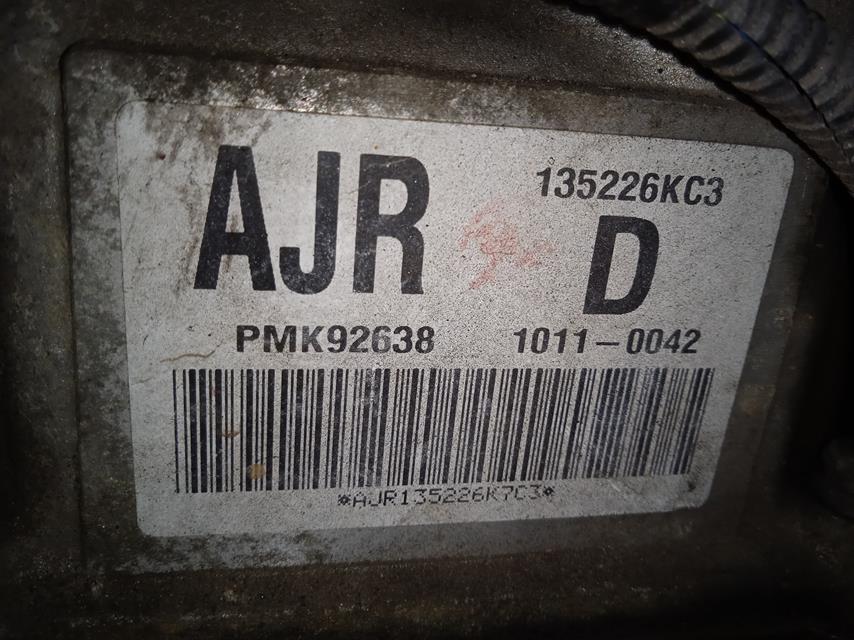 AJR
135226KC3
D
PMK92638 1011-0042
*AJR135226K7C3*